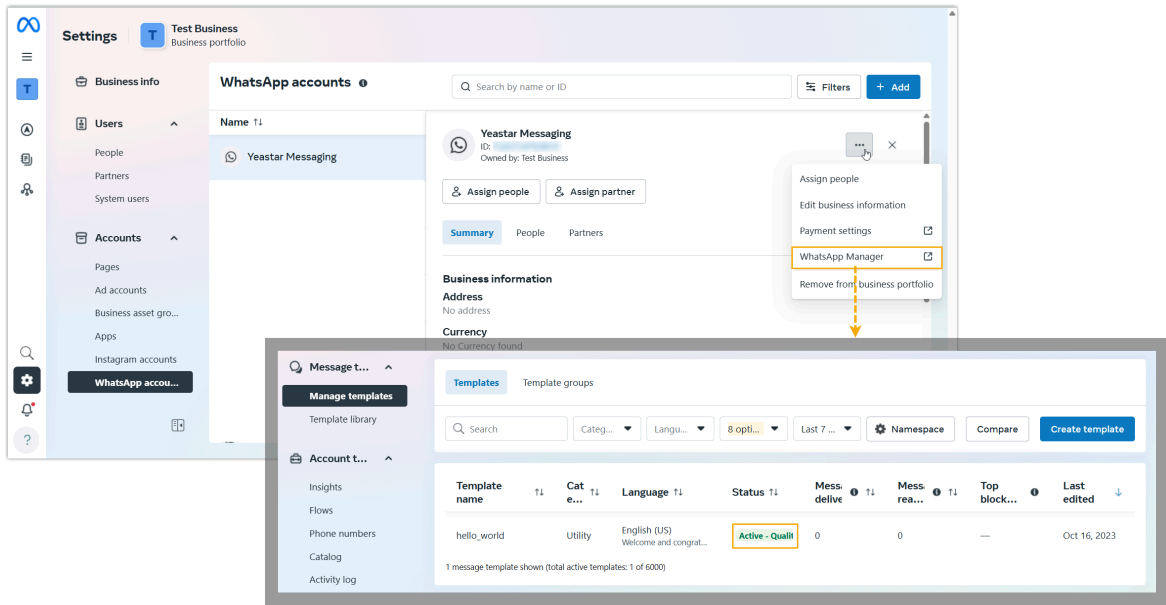 Settings
T
Test Business
Business portfolio
T
Business info
Users
People
Partners
System users
Accounts
Pages
Ad accounts
Business asset gro...
Apps
Instagram accounts
WhatsApp accou...
?
WhatsApp accounts
Search by name or ID
Filters
+ Add
Name ↑↓
Yeastar Messaging
Yeastar Messaging
ID:
Owned by: Test Business
Assign people
Assign partner
Summary
People
Partners
Business information
Address
No address
Currency
No Currency found
Assign people
Edit business information
Payment settings
WhatsApp Manager
Remove from business portfolio
Message t...
Manage templates
Template library
Account t...
Insights
Flows
Phone numbers
Catalog
Activity log
Templates
Template groups
Search
Categ...
Langu...
8 opti...
Last 7 ...
Namespace
Compare
Create template
Template name
Cat e...
Language
Status
Messa delive
Messa rea...
Top block...
Last edited
hello_world
Utility
English (US)
Welcome and congrat...
Active - Qualit
0
0
—
Oct 16, 2023
1 message template shown (total active templates: 1 of 6000)